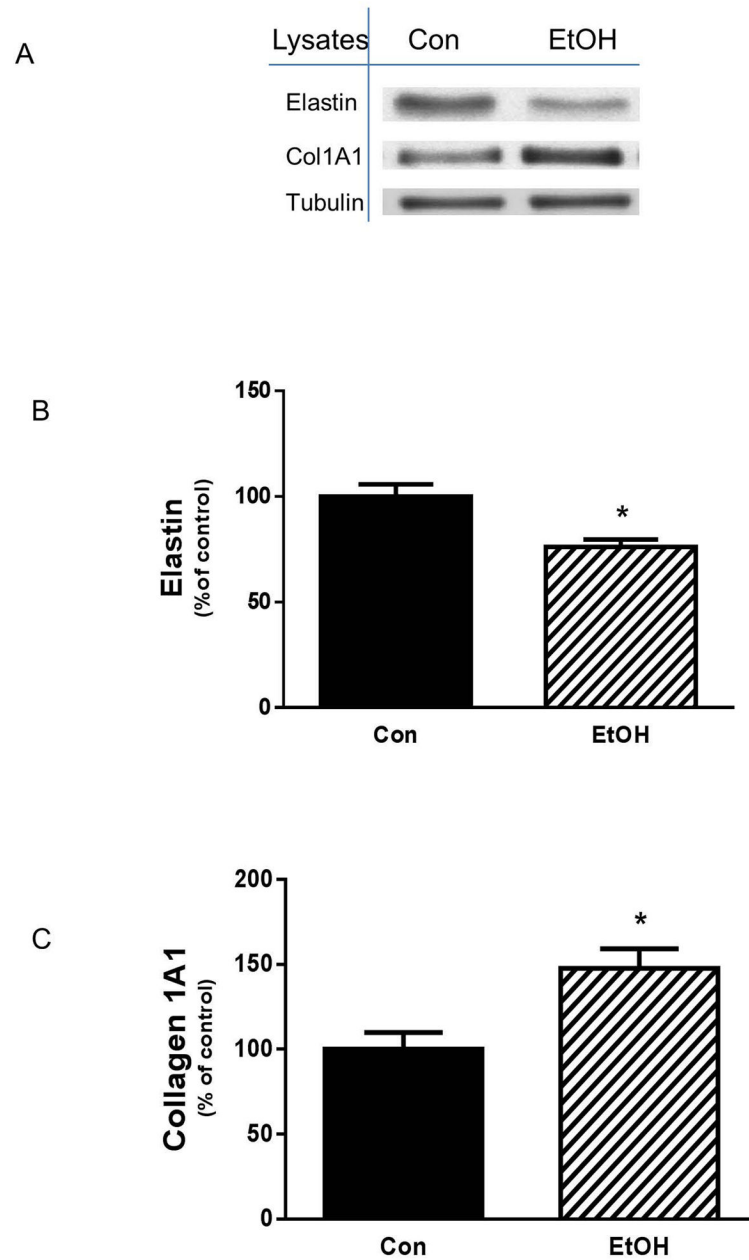 A
Lysates Con EtOH
Elastin
Col1A1
Tubulin
B
Elastin
(%of control)
150
100
50
0
*
Con EtOH
C
Collagen 1A1
(% of control)
200
150
100
50
0
*
Con EtOH